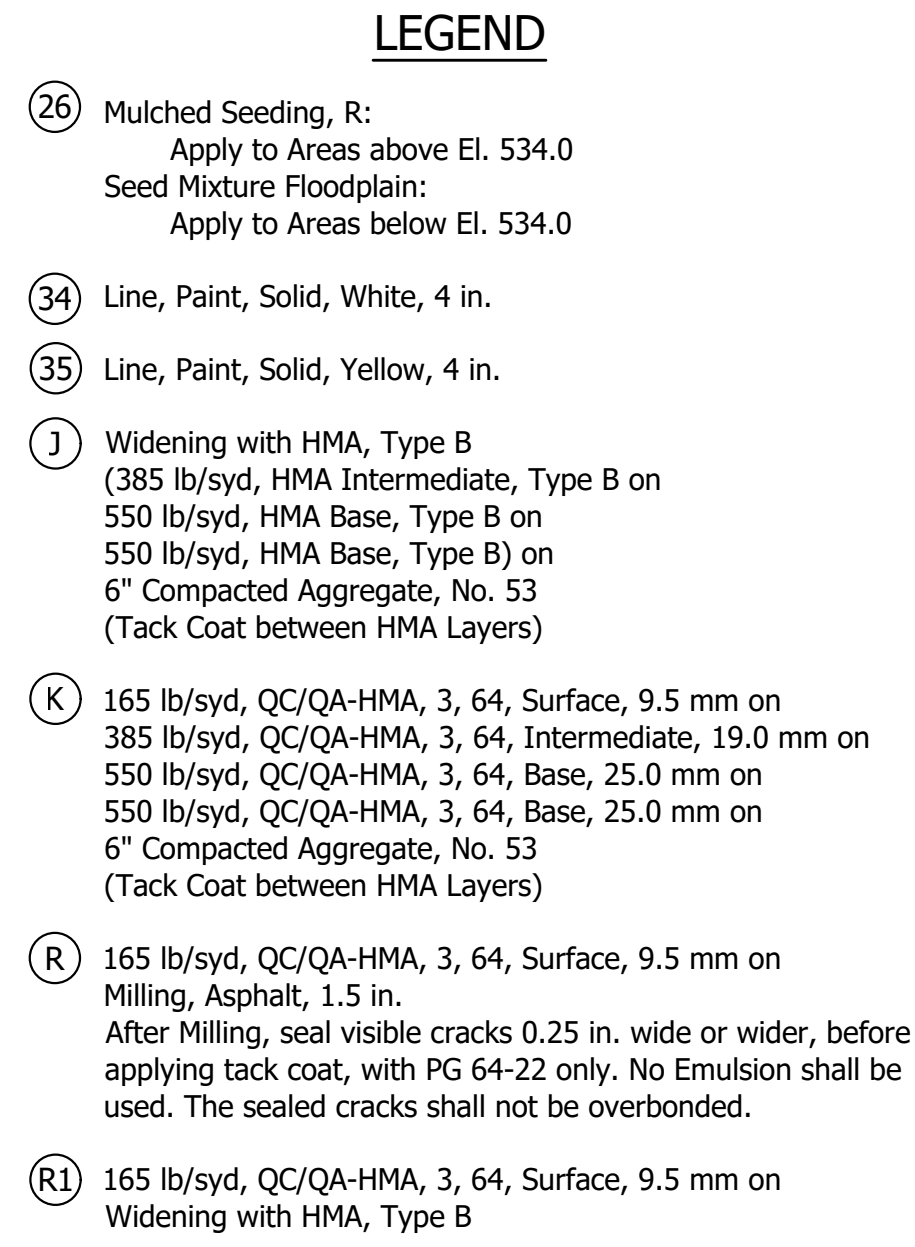 LEGEND
26 Mulched Seeding, R:
Apply to Areas above El. 534.0
Seed Mixture Floodplain:
Apply to Areas below El. 534.0
34 Line, Paint, Solid, White, 4 in.
35 Line, Paint, Solid, Yellow, 4 in.
J Widening with HMA, Type B
(385 lb/syd, HMA Intermediate, Type B on
550 lb/syd, HMA Base, Type B on
550 lb/syd, HMA Base, Type B) on
6" Compacted Aggregate, No. 53
(Tack Coat between HMA Layers)
K 165 lb/syd, QC/QA-HMA, 3, 64, Surface, 9.5 mm on
385 lb/syd, QC/QA-HMA, 3, 64, Intermediate, 19.0 mm on
550 lb/syd, QC/QA-HMA, 3, 64, Base, 25.0 mm on
550 lb/syd, QC/QA-HMA, 3, 64, Base, 25.0 mm on
6" Compacted Aggregate, No. 53
(Tack Coat between HMA Layers)
R 165 lb/syd, QC/QA-HMA, 3, 64, Surface, 9.5 mm on
Milling, Asphalt, 1.5 in.
After Milling, seal visible cracks 0.25 in. wide or wider, before
applying tack coat, with PG 64-22 only. No Emulsion shall be
used. The sealed cracks shall not be overbonded.
R1 165 lb/syd, QC/QA-HMA, 3, 64, Surface, 9.5 mm on
Widening with HMA, Type B